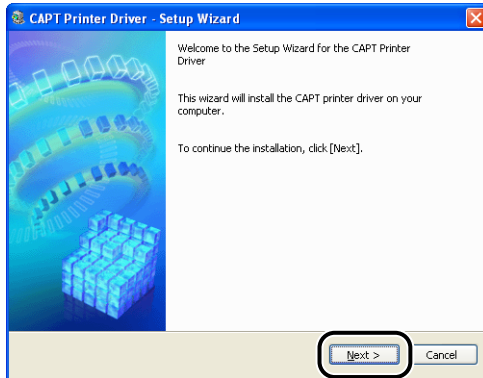 CAPT Printer Driver - Setup Wizard
Welcome to the Setup Wizard for the CAPT Printer
Driver
This wizard will install the CAPT printer driver on your
computer.
To continue the installation, click [Next].
Next >
Cancel